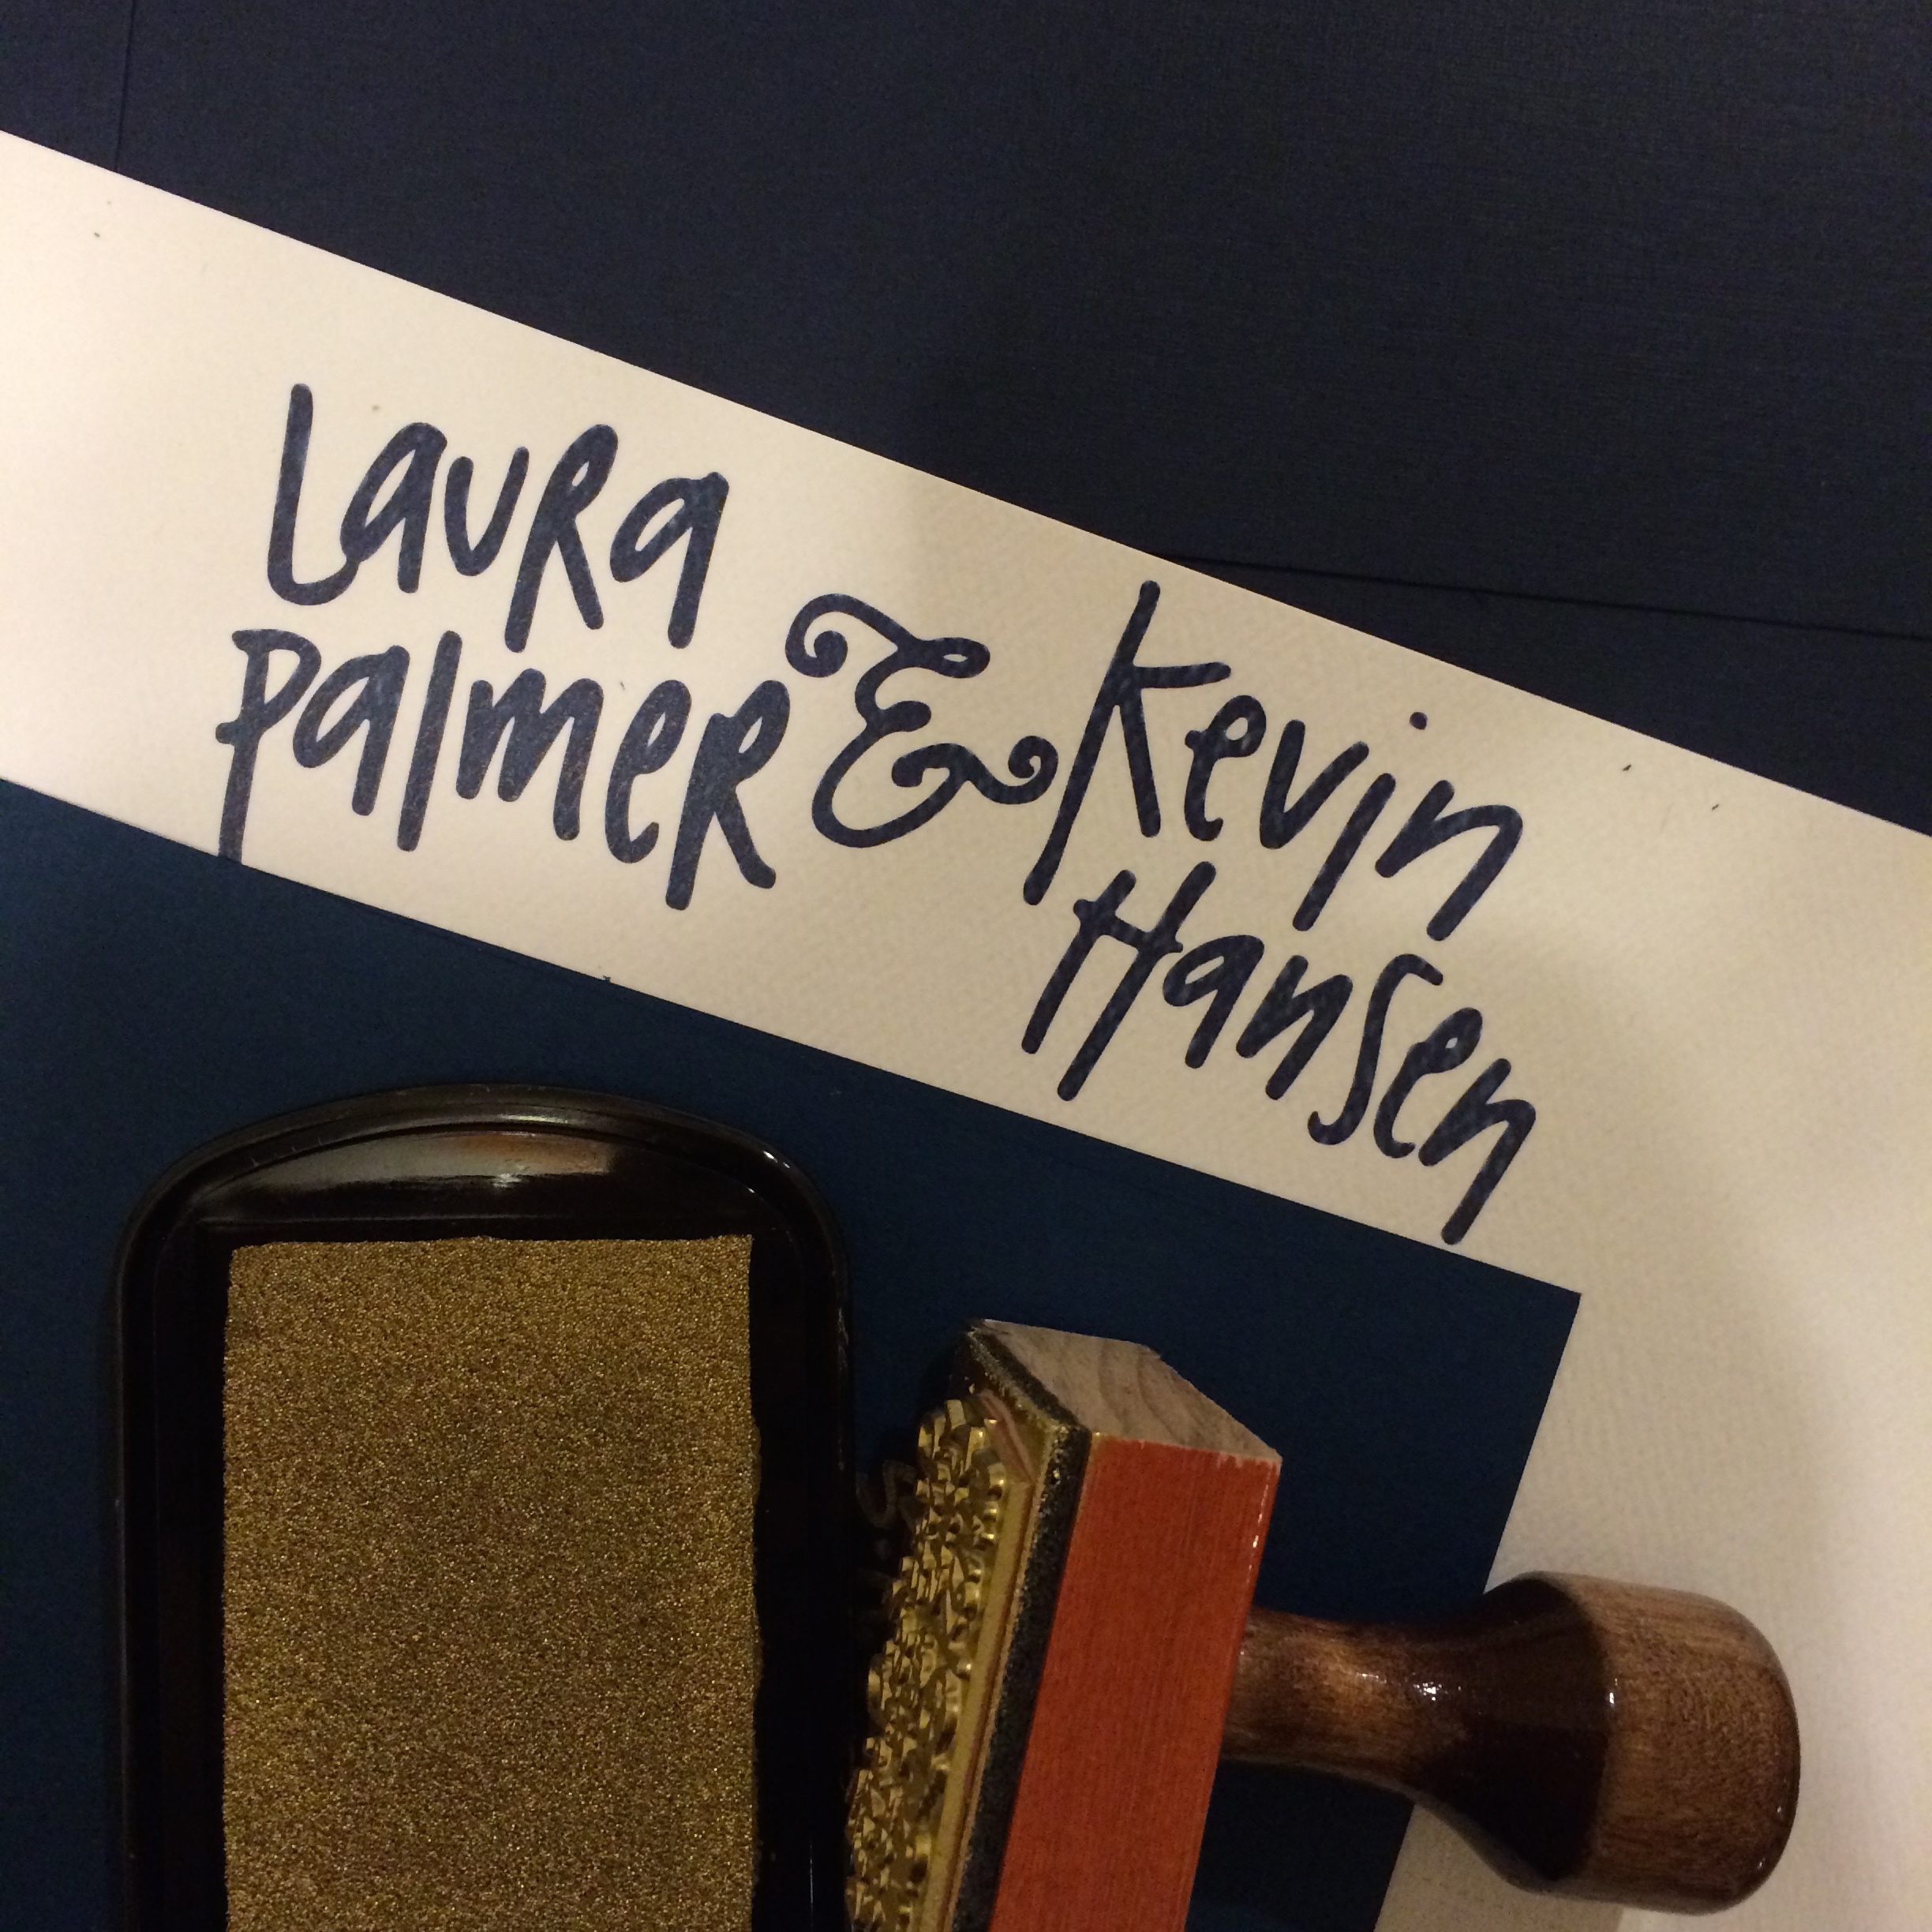 Laura
Palmer & Kevin
Hansen